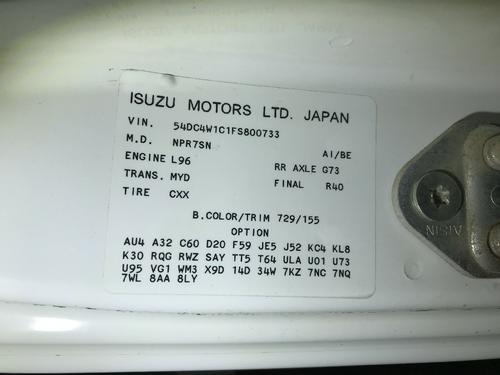 ISUZU MOTORS LTD. JAPAN
VIN. 54DC4W1C1FS800733
M.D. NPR7SN AI/BE
ENGINE L96 RR AXLE G73
TRANS. MYD FINAL R40
TIRE CXX
B.COLOR/TRIM 729/155
OPTION
AU4 A32 C60 D20 F59 JE5 J52 KC4 KL8
K30 RQG RWZ SAY TT5 T64 ULA U01 U73
U95 VG1 WM3 X9D 14D 34W 7KZ 7NC 7NQ
7WL 8AA 8LY
AISIN